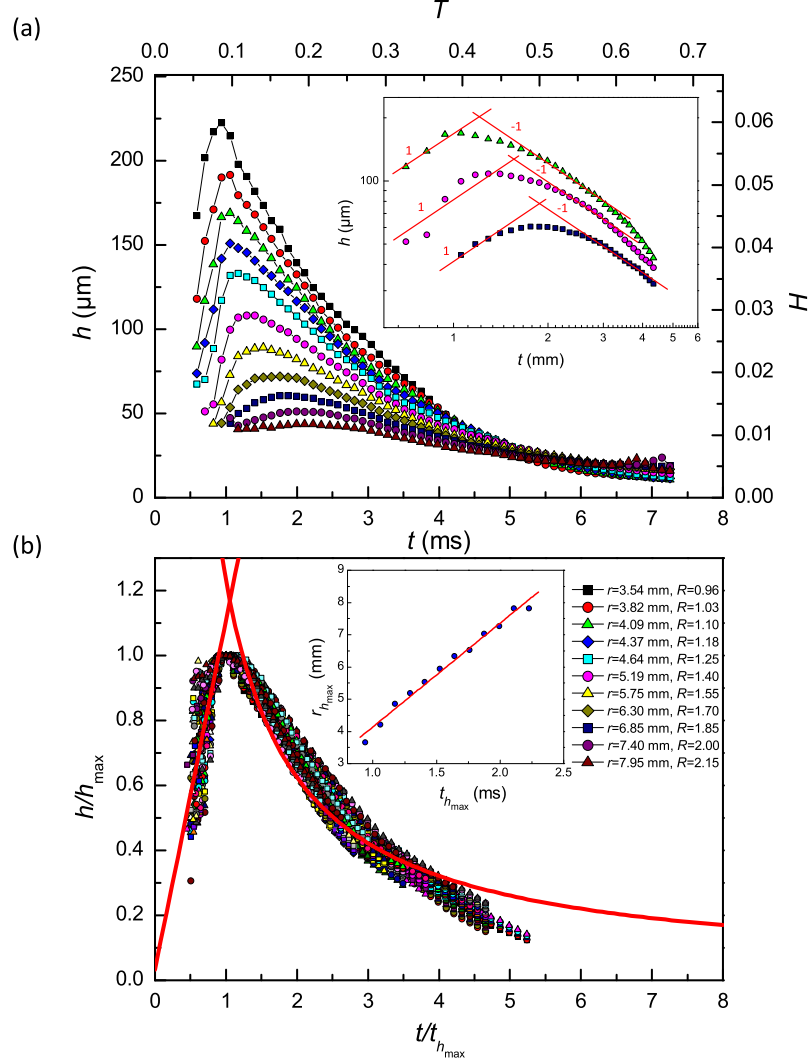 (a)
T
0.0 0.1 0.2 0.3 0.4 0.5 0.6 0.7
250
200
150
100
50
0
h (µm)
0.06
0.05
0.04
0.03
0.02
0.01
0.00
H
0 1 2 3 4 5 6 7 8
t (ms)
100
h (µm)
1 2 3 4 5 6
t (mm)
1
-1
1
-1
1
-1
(b)
1.2
1.0
0.8
0.6
0.4
0.2
0.0
h/hmax
0 1 2 3 4 5 6 7 8
t/thmax
9
8
7
6
5
4
3
rhmax (mm)
1.0 1.5 2.0 2.5
thmax (ms)
r=3.54 mm, R=0.96
r=3.82 mm, R=1.03
r=4.09 mm, R=1.10
r=4.37 mm, R=1.18
r=4.64 mm, R=1.25
r=5.19 mm, R=1.40
r=5.75 mm, R=1.55
r=6.30 mm, R=1.70
r=6.85 mm, R=1.85
r=7.40 mm, R=2.00
r=7.95 mm, R=2.15